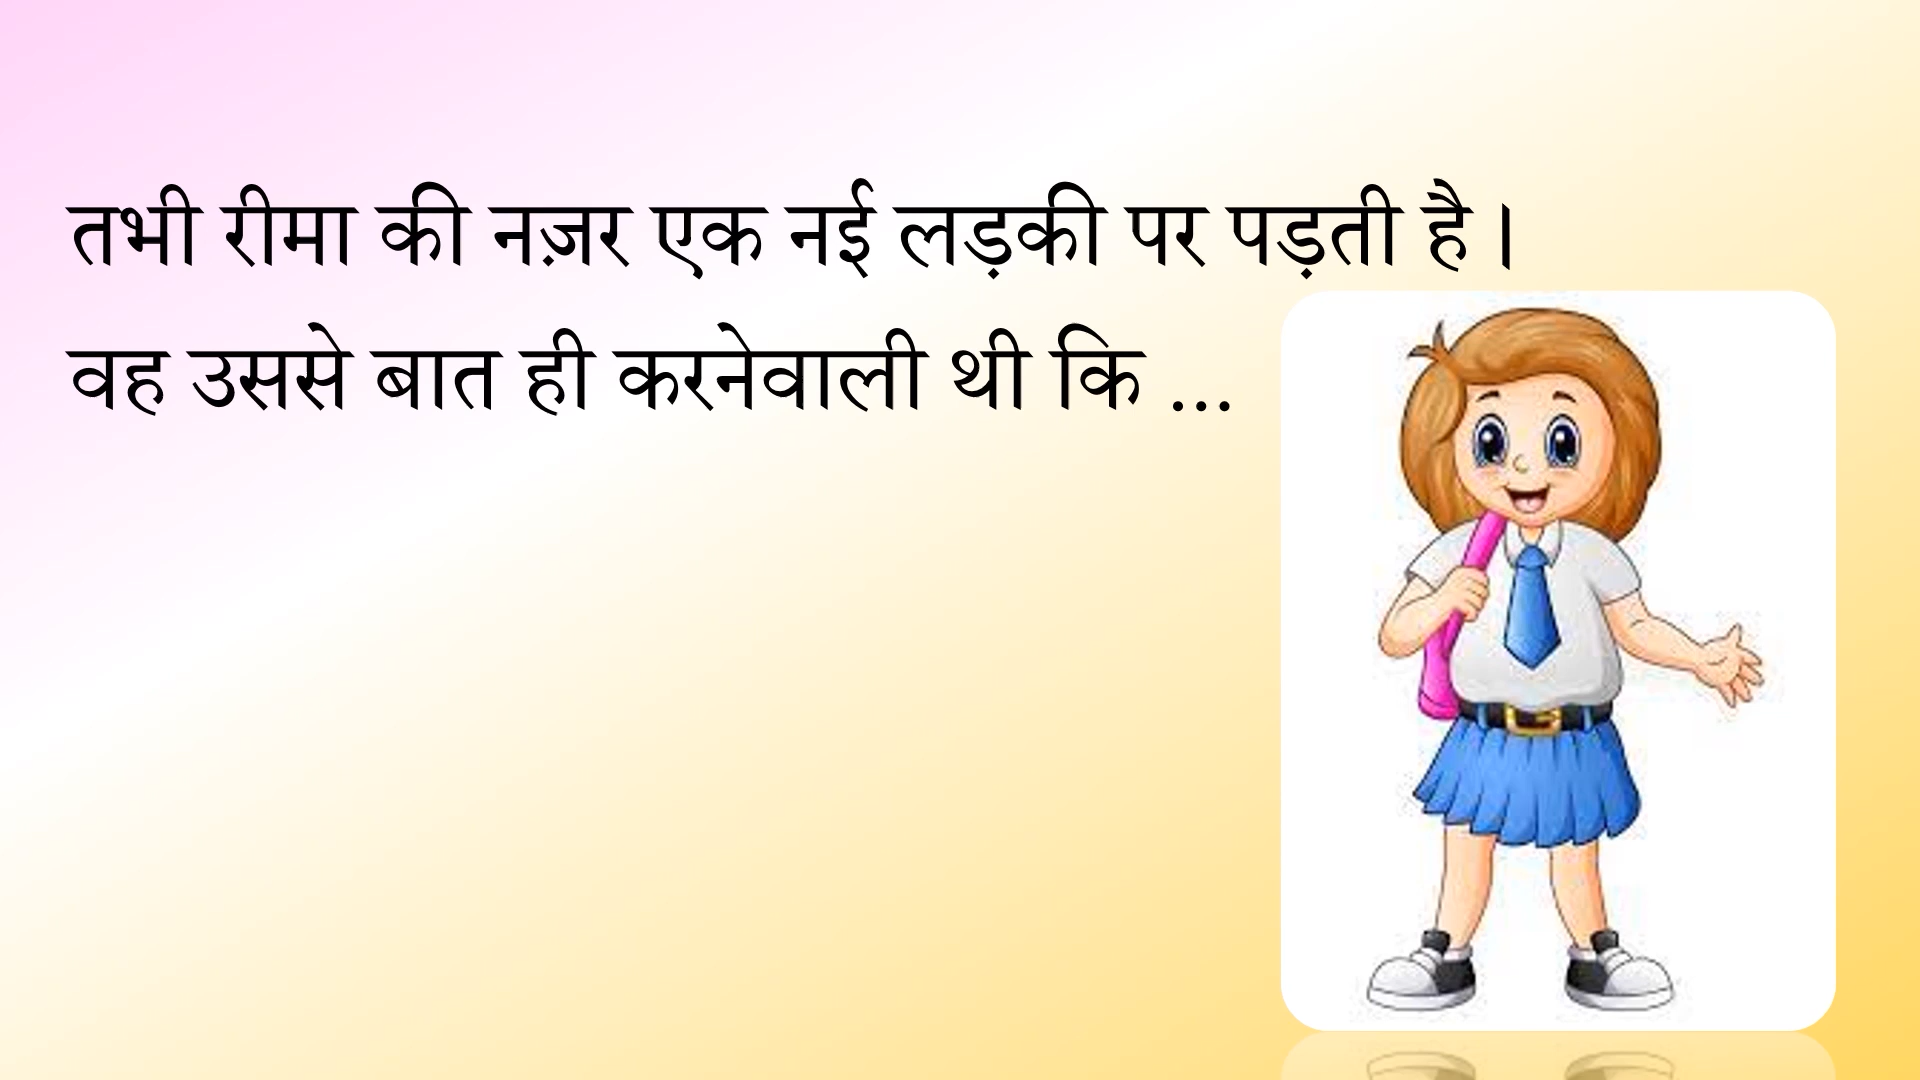 तभी रीमा की नज़र एक नई लड़की पर पड़ती है।
वह उससे बात ही करनेवाली थी कि ...